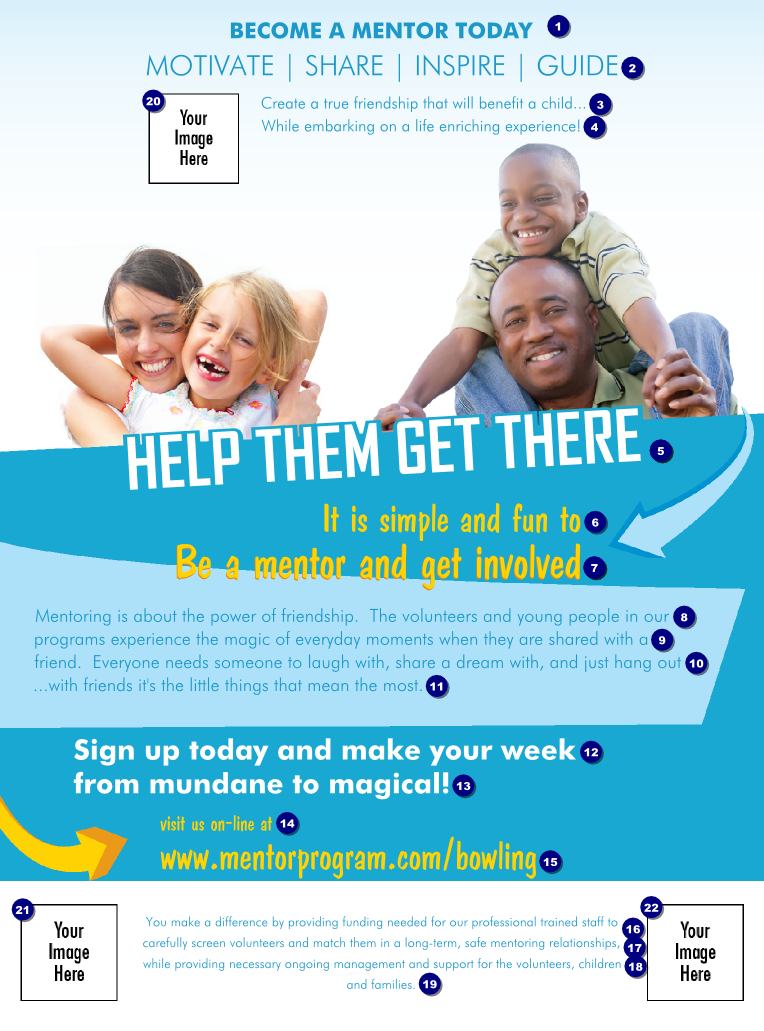 BECOME A MENTOR TODAY 1
MOTIVATE | SHARE | INSPIRE | GUIDE 2
20
Your
Image
Here
Create a true friendship that will benefit a child... 3
While embarking on a life enriching experience! 4
HELP THEM GET THERE 5
It is simple and fun to 6
Be a mentor and get involved 7
Mentoring is about the power of friendship.  The volunteers and young people in our 8
programs experience the magic of everyday moments when they are shared with a 9
friend.  Everyone needs someone to laugh with, share a dream with, and just hang out 10
...with friends it's the little things that mean the most. 11
Sign up today and make your week 12
from mundane to magical! 13
visit us on-line at 14
www.mentorprogram.com/bowling 15
21
Your
Image
Here
You make a difference by providing funding needed for our professional trained staff to 16
carefully screen volunteers and match them in a long-term, safe mentoring relationships, 17
while providing necessary ongoing management and support for the volunteers, children 18
and families. 19
22
Your
Image
Here